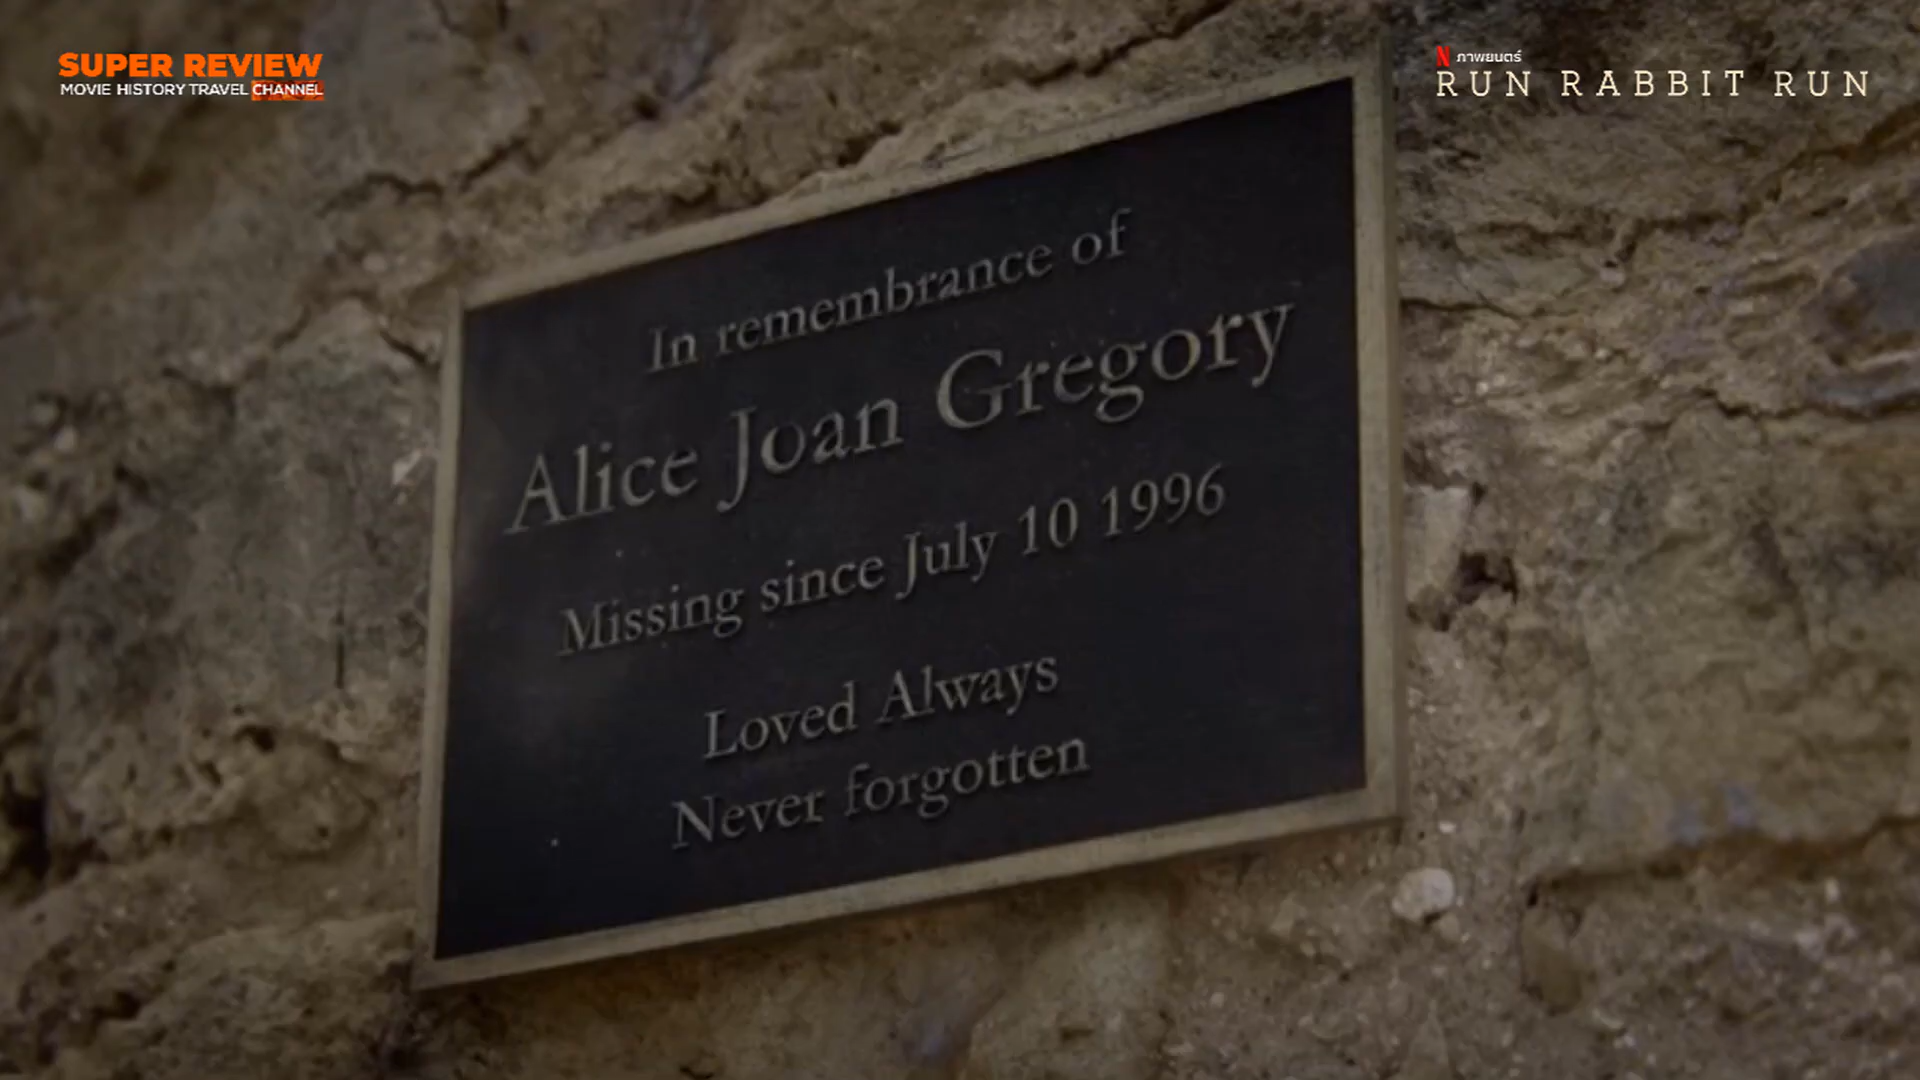 SUPER REVIEW
MOVIE HISTORY TRAVEL CHANNEL
N ภาพยนตร์
RUN RABBIT RUN
In remembrance of
Alice Joan Gregory
Missing since July 10 1996
Loved Always
Never forgotten